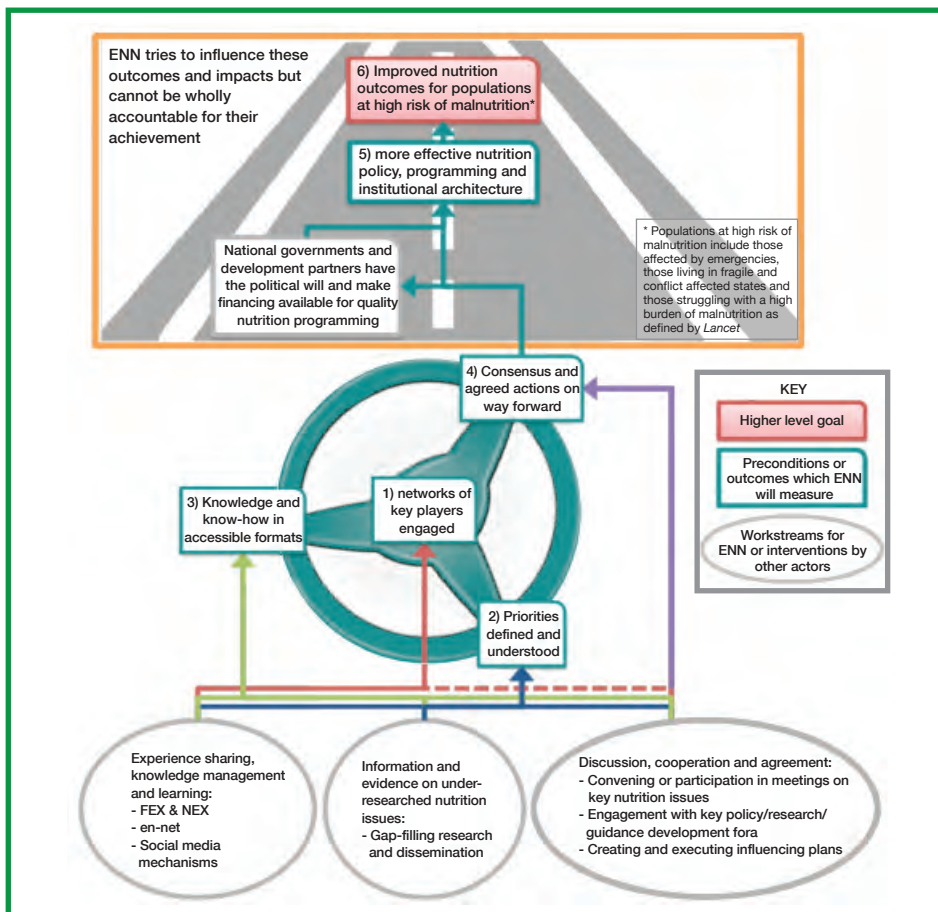 ENN tries to influence these
outcomes and impacts but
cannot be wholly
accountable for their
achievement
6) Improved nutrition
outcomes for populations
at high risk of malnutrition*
5) more effective nutrition
policy, programming and
institutional architecture
National governments and
development partners have
the political will and make
financing available for quality
nutrition programming
* Populations at high risk of
malnutrition include those
affected by emergencies,
those living in fragile and
conflict affected states and
those struggling with a high
burden of malnutrition as
defined by Lancet
4) Consensus and
agreed actions on
way forward
3) Knowledge and
know-how in
accessible formats
1) networks of
key players
engaged
2) Priorities
defined and
understood
KEY
Higher level goal
Preconditions or
outcomes which ENN
will measure
Workstreams for
ENN or interventions by
other actors
Experience sharing,
knowledge management
and learning:
- FEX & NEX
- en-net
- Social media
mechanisms
Information and
evidence on under-
researched nutrition
issues:
- Gap-filling research
and dissemination
Discussion, cooperation and agreement:
- Convening or participation in meetings on
key nutrition issues
- Engagement with key policy/research/
guidance development fora
- Creating and executing influencing plans